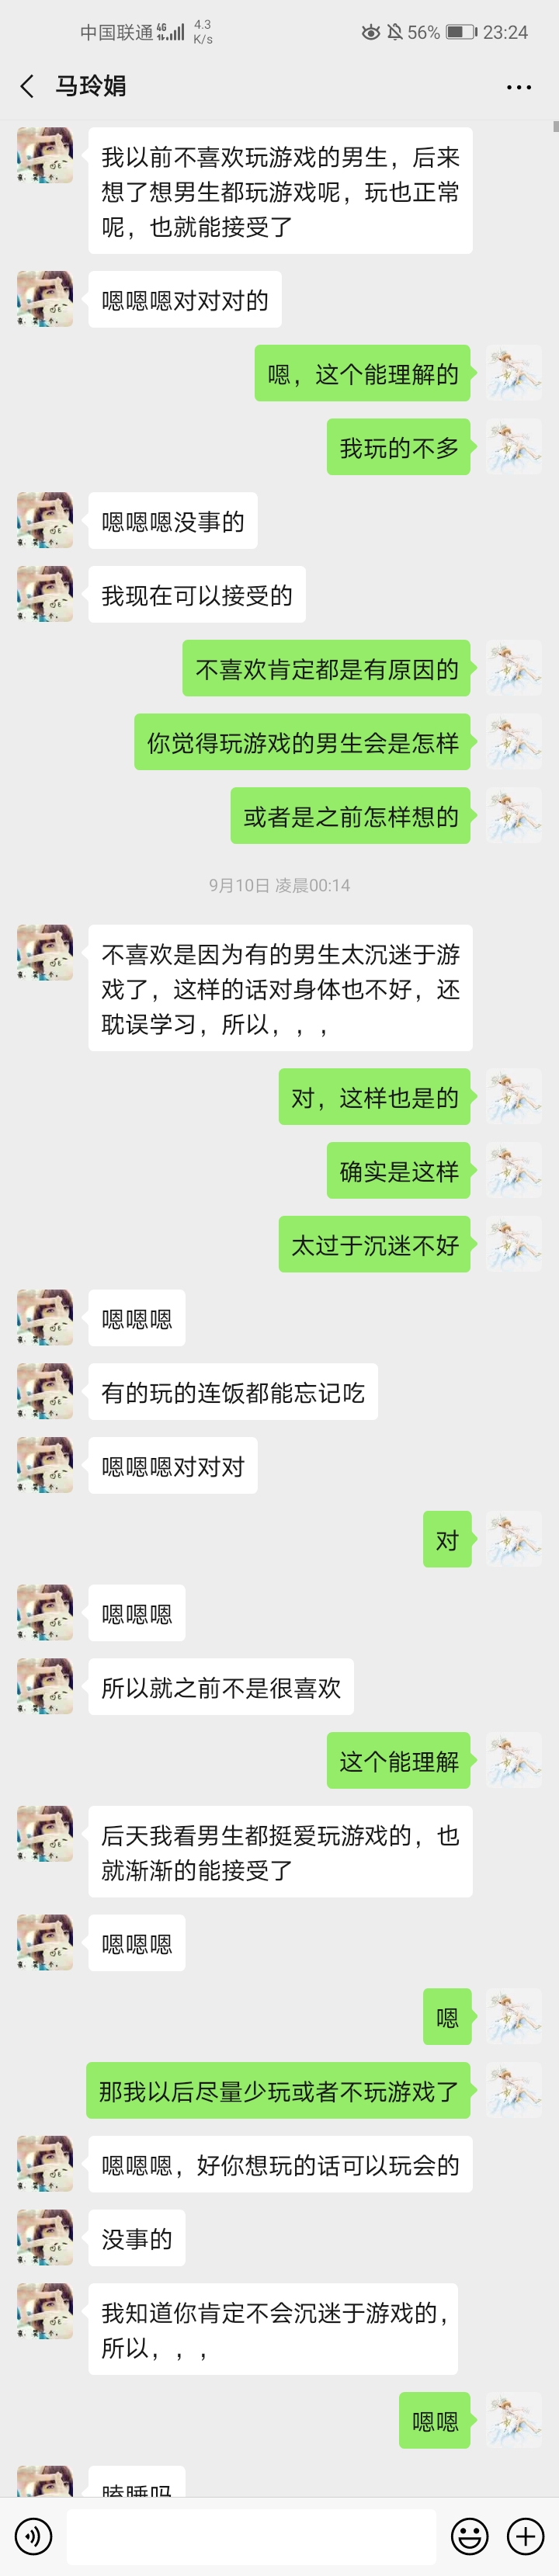 中国联通 4G 4.3 K/s 56% 23:24
马玲娟
我以前不喜欢玩游戏的男生，后来
想了想男生都玩游戏呢，玩也正常
呢，也就能接受了
嗯嗯嗯对对对的
嗯，这个能理解的
我玩的不多
嗯嗯嗯没事的
我现在可以接受的
不喜欢肯定都是有原因的
你觉得玩游戏的男生会是怎样
或者是之前怎样想的
9月10日 凌晨00:14
不喜欢是因为有的男生太沉迷于游
戏了，这样的话对身体也不好，还
耽误学习，所以，，，
对，这样也是的
确实是这样
太过于沉迷不好
嗯嗯嗯
有的玩的连饭都能忘记吃
嗯嗯嗯对对对
对
嗯嗯嗯
所以就之前不是很喜欢
这个能理解
后天我看男生都挺爱玩游戏的，也
就渐渐的能接受了
嗯嗯嗯
嗯
那我以后尽量少玩或者不玩游戏了
嗯嗯嗯，好你想玩的话可以玩会的
没事的
我知道你肯定不会沉迷于游戏的，
所以，，，
嗯嗯
瞌睡吗